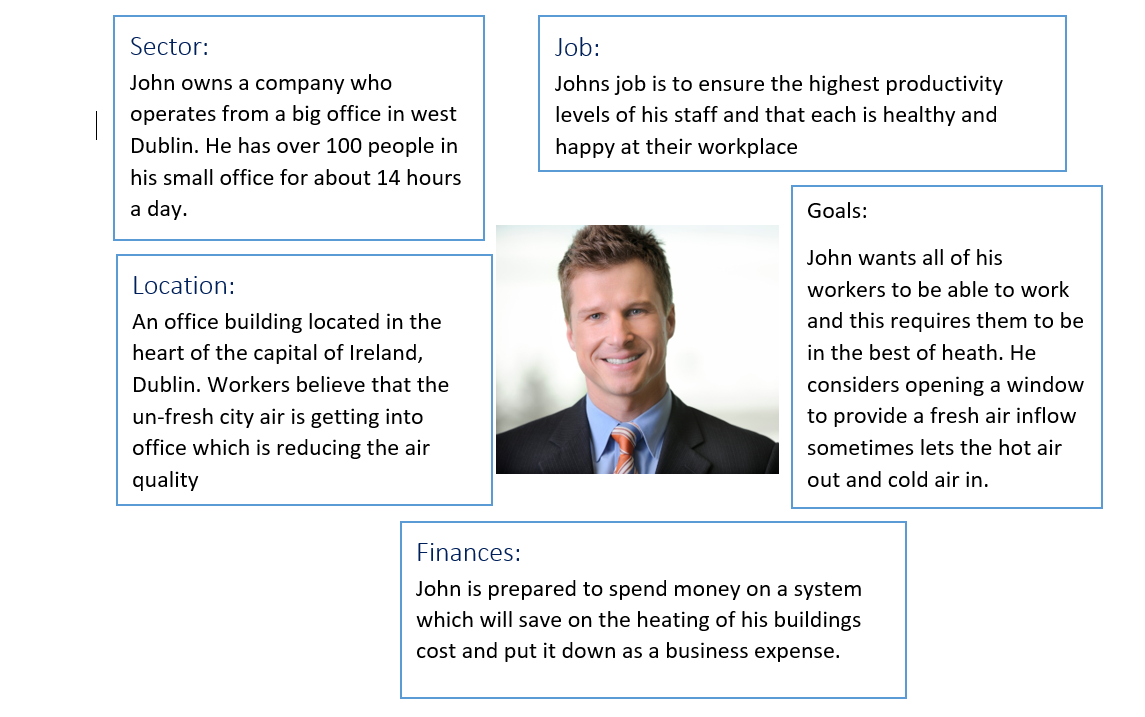 Sector:
John owns a company who
operates from a big office in west
Dublin. He has over 100 people in
his small office for about 14 hours
a day.
Job:
Johns job is to ensure the highest productivity
levels of his staff and that each is healthy and
happy at their workplace
Location:
An office building located in the
heart of the capital of Ireland,
Dublin. Workers believe that the
un-fresh city air is getting into
office which is reducing the air
quality
Goals:
John wants all of his
workers to be able to work
and this requires them to be
in the best of heath. He
considers opening a window
to provide a fresh air inflow
sometimes lets the hot air
out and cold air in.
Finances:
John is prepared to spend money on a system
which will save on the heating of his buildings
cost and put it down as a business expense.